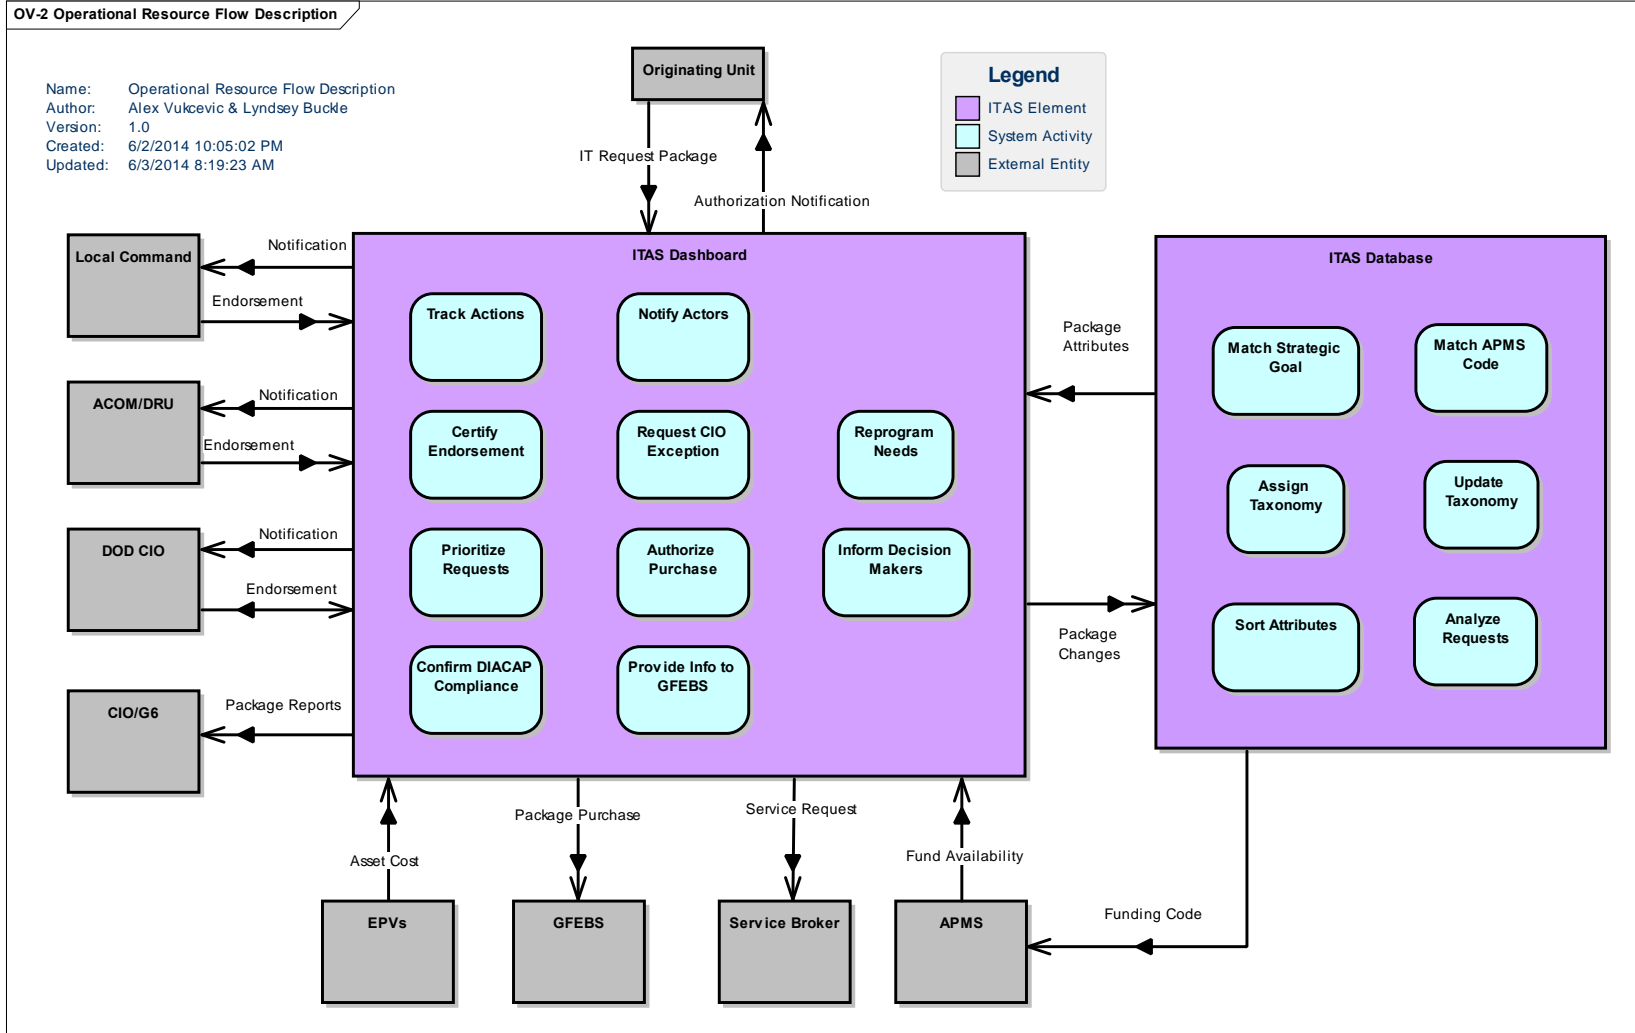 OV-2 Operational Resource Flow Description
Name: Operational Resource Flow Description
Author: Alex Vukcevic & Lyndsey Buckle
Version: 1.0
Created: 6/2/2014 10:05:02 PM
Updated: 6/3/2014 8:19:23 AM
Originating Unit
Legend
ITAS Element
System Activity
External Entity
IT Request Package
Authorization Notification
Local Command
Notification
Endorsement
ACOM/DRU
Notification
Endorsement
DOD CIO
Notification
Endorsement
CIO/G6
Package Reports
ITAS Dashboard
Track Actions
Notify Actors
Certify
Endorsement
Request CIO
Exception
Reprogram
Needs
Prioritize
Requests
Authorize
Purchase
Inform Decision
Makers
Confirm DIACAP
Compliance
Provide Info to
GFEBS
Package
Attributes
Package
Changes
ITAS Database
Match Strategic
Goal
Match APMS
Code
Assign
Taxonomy
Update
Taxonomy
Sort Attributes
Analyze
Requests
Asset Cost
Package Purchase
Service Request
Fund Availability
Funding Code
EPVs
GFEBS
Service Broker
APMS